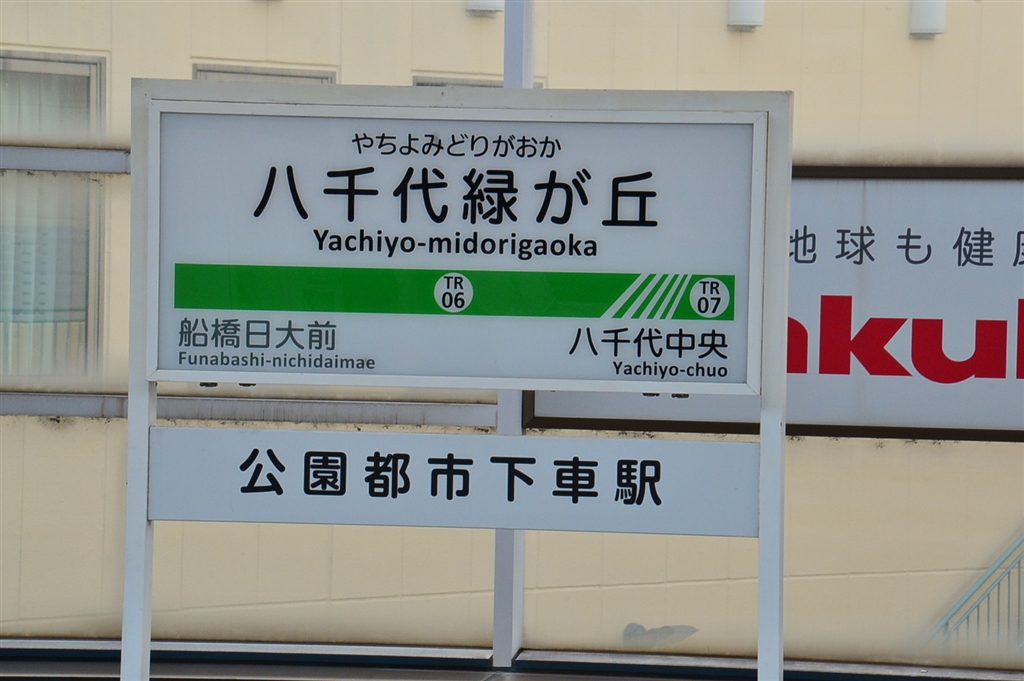 やちよみどりがおか
八千代緑が丘
Yachiyo-midorigaoka
TR
06
TR
07
船橋日大前
Funabashi-nichidaimae
八千代中央
Yachiyo-chuo
公園都市下車駅
地球も健